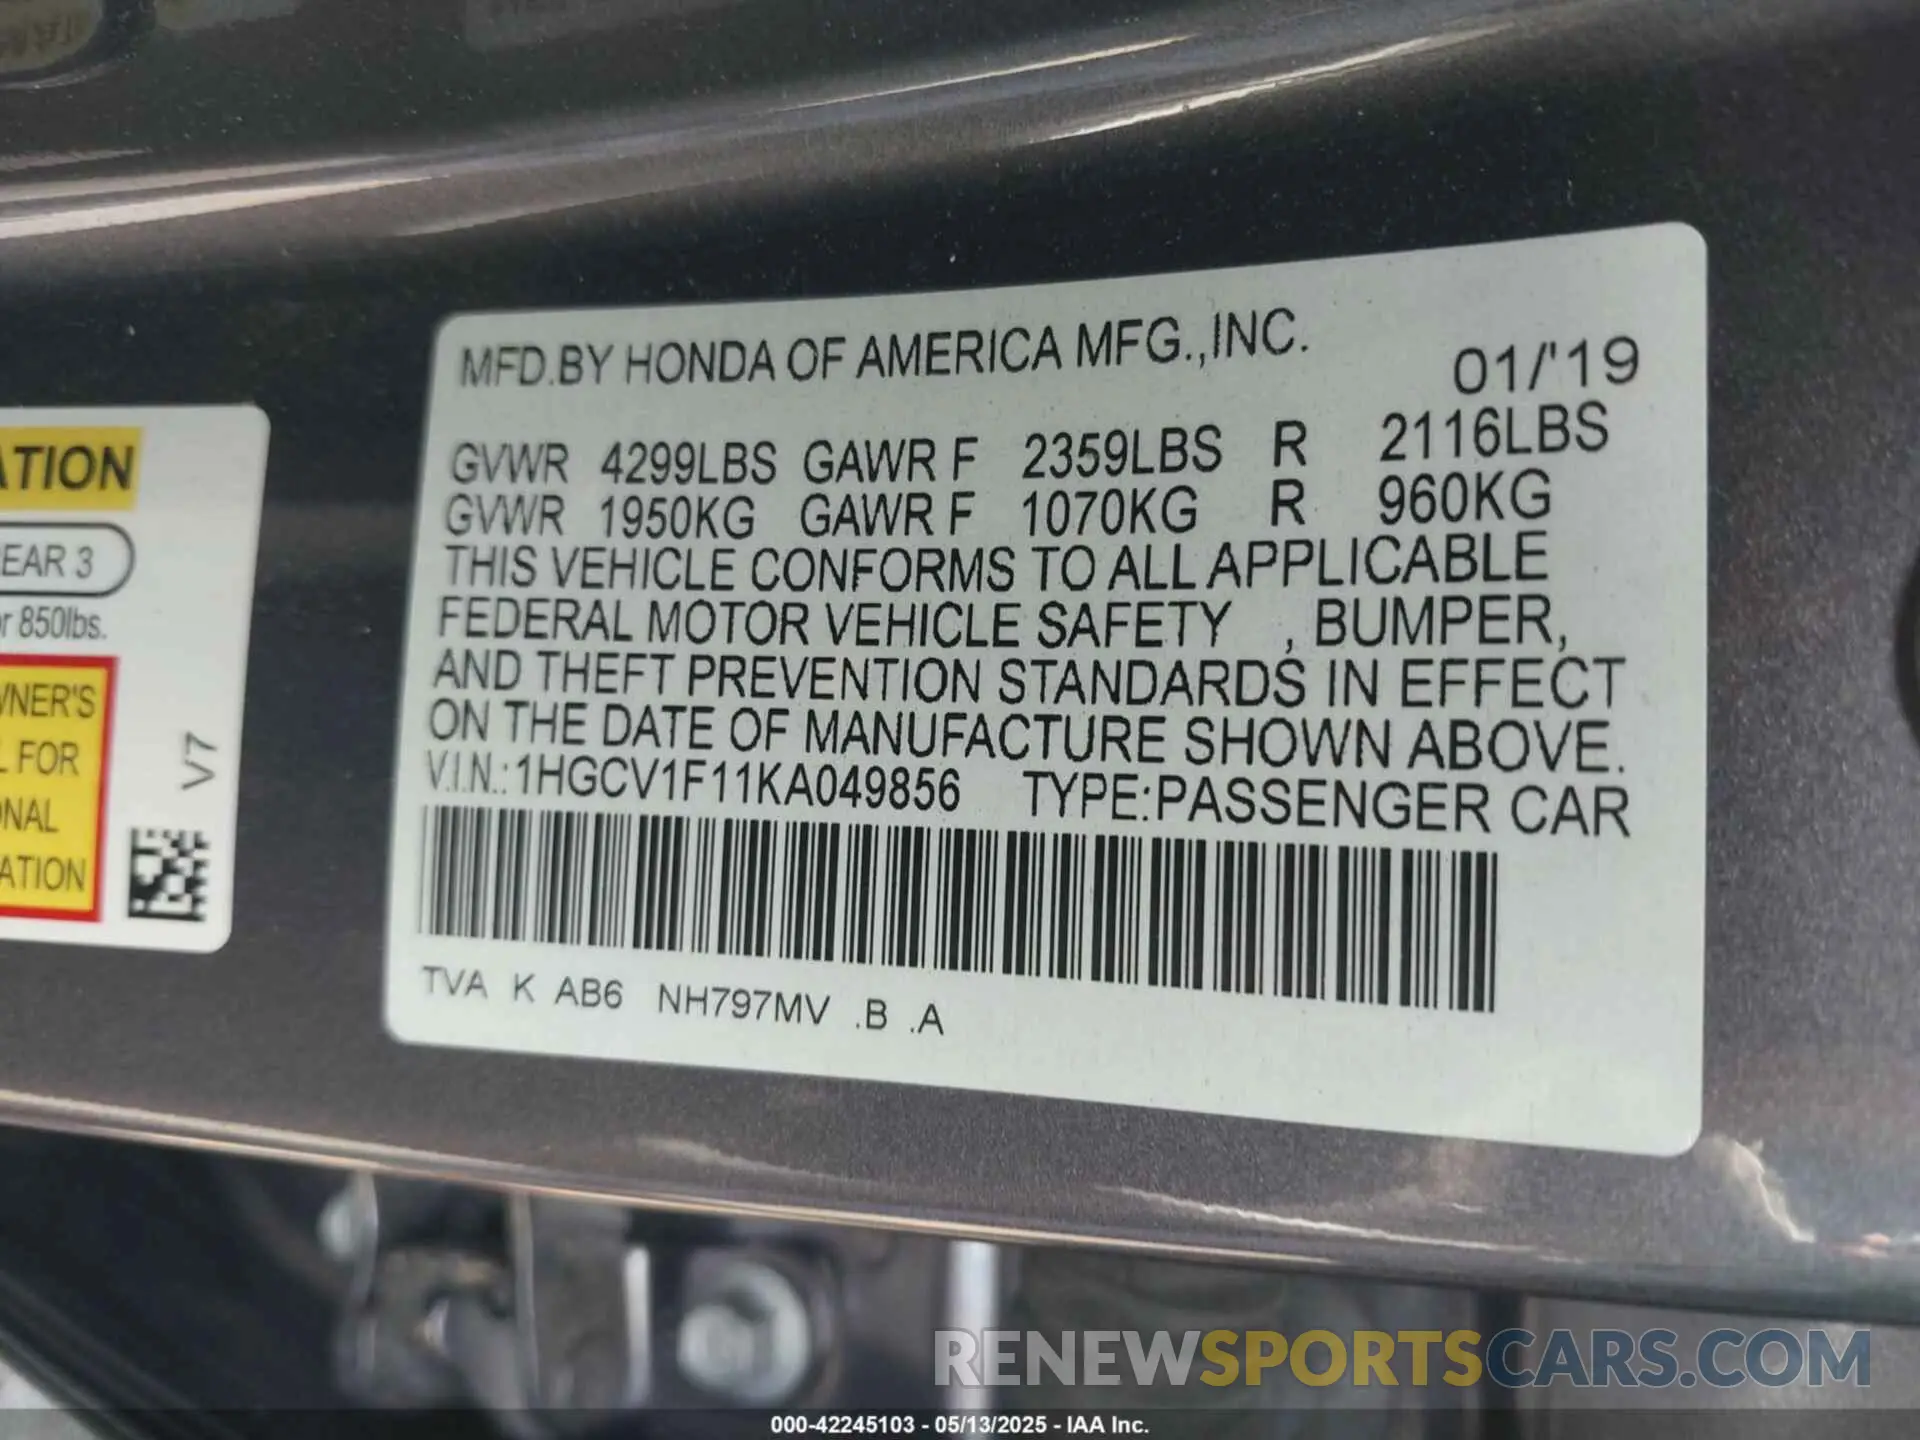 MFD.BY HONDA OF AMERICA MFG.,INC. 01/'19
GVWR 4299LBS GAWR F 2359LBS R 2116LBS
GVWR 1950KG GAWR F 1070KG R 960KG
THIS VEHICLE CONFORMS TO ALL APPLICABLE
FEDERAL MOTOR VEHICLE SAFETY , BUMPER,
AND THEFT PREVENTION STANDARDS IN EFFECT
ON THE DATE OF MANUFACTURE SHOWN ABOVE.
V.I.N.:1HGCV1F11KA049856 TYPE:PASSENGER CAR
TVA K AB6 NH797MV .B .A
ATION
EAR 3
r 850lbs.
WNER'S
L FOR
ONAL
ATION
V7
RENEWSPORTSCARS.COM
000-42245103 - 05/13/2025 - IAA Inc.